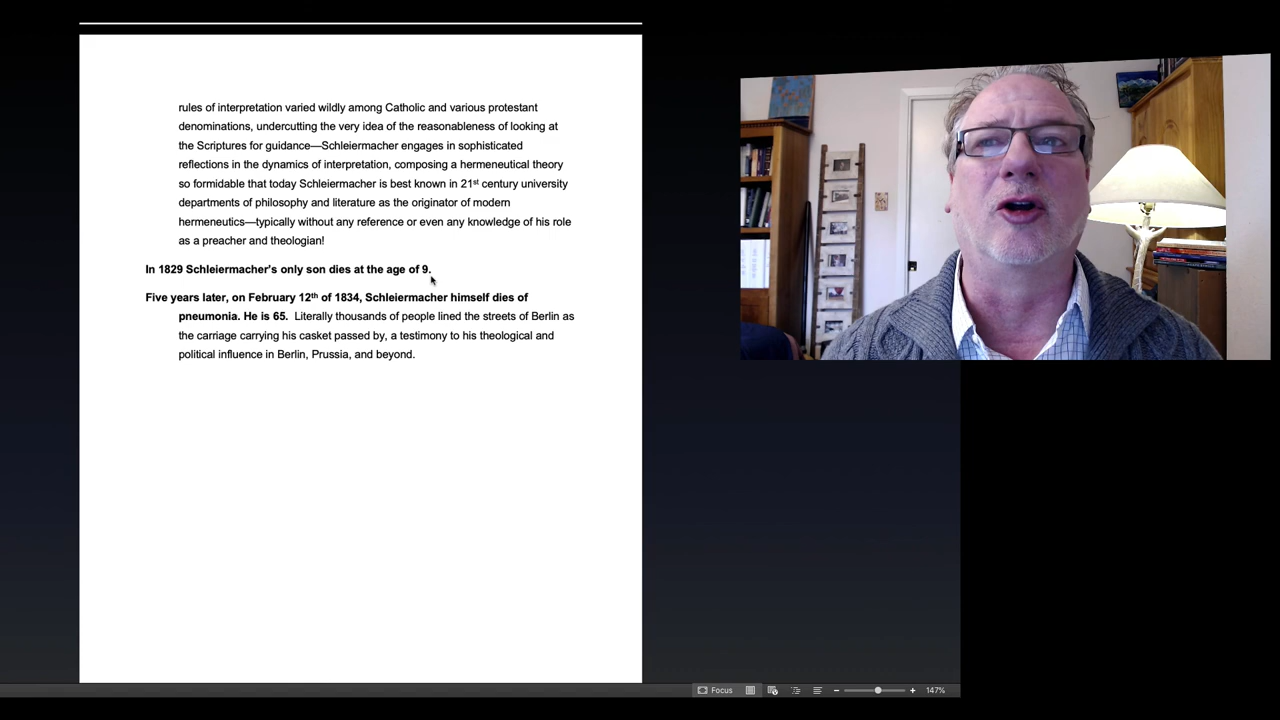 rules of interpretation varied wildly among Catholic and various protestant
denominations, undercutting the very idea of the reasonableness of looking at
the Scriptures for guidance—Schleiermacher engages in sophisticated
reflections in the dynamics of interpretation, composing a hermeneutical theory
so formidable that today Schleiermacher is best known in 21st century university
departments of philosophy and literature as the originator of modern
hermeneutics—typically without any reference or even any knowledge of his role
as a preacher and theologian!
In 1829 Schleiermacher's only son dies at the age of 9.
Five years later, on February 12th of 1834, Schleiermacher himself dies of
pneumonia. He is 65. Literally thousands of people lined the streets of Berlin as
the carriage carrying his casket passed by, a testimony to his theological and
political influence in Berlin, Prussia, and beyond.
Focus
147%